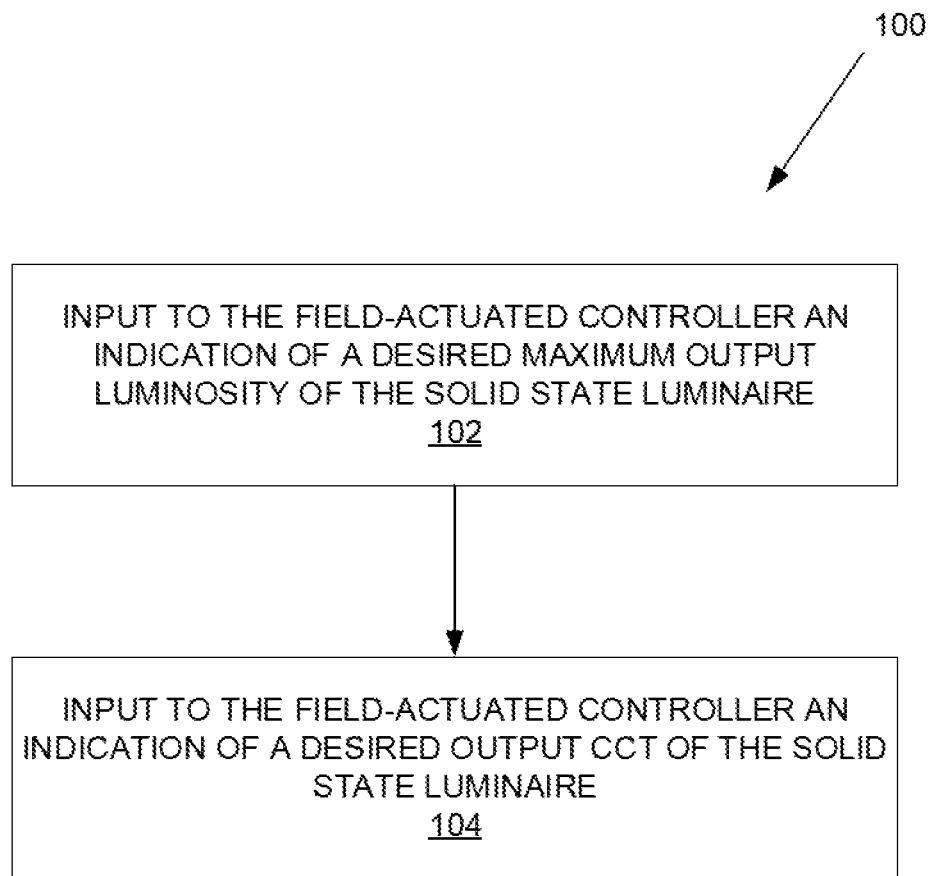 100
INPUT TO THE FIELD-ACTUATED CONTROLLER AN
INDICATION OF A DESIRED MAXIMUM OUTPUT
LUMINOSITY OF THE SOLID STATE LUMINAIRE
102
INPUT TO THE FIELD-ACTUATED CONTROLLER AN
INDICATION OF A DESIRED OUTPUT CCT OF THE SOLID
STATE LUMINAIRE
104